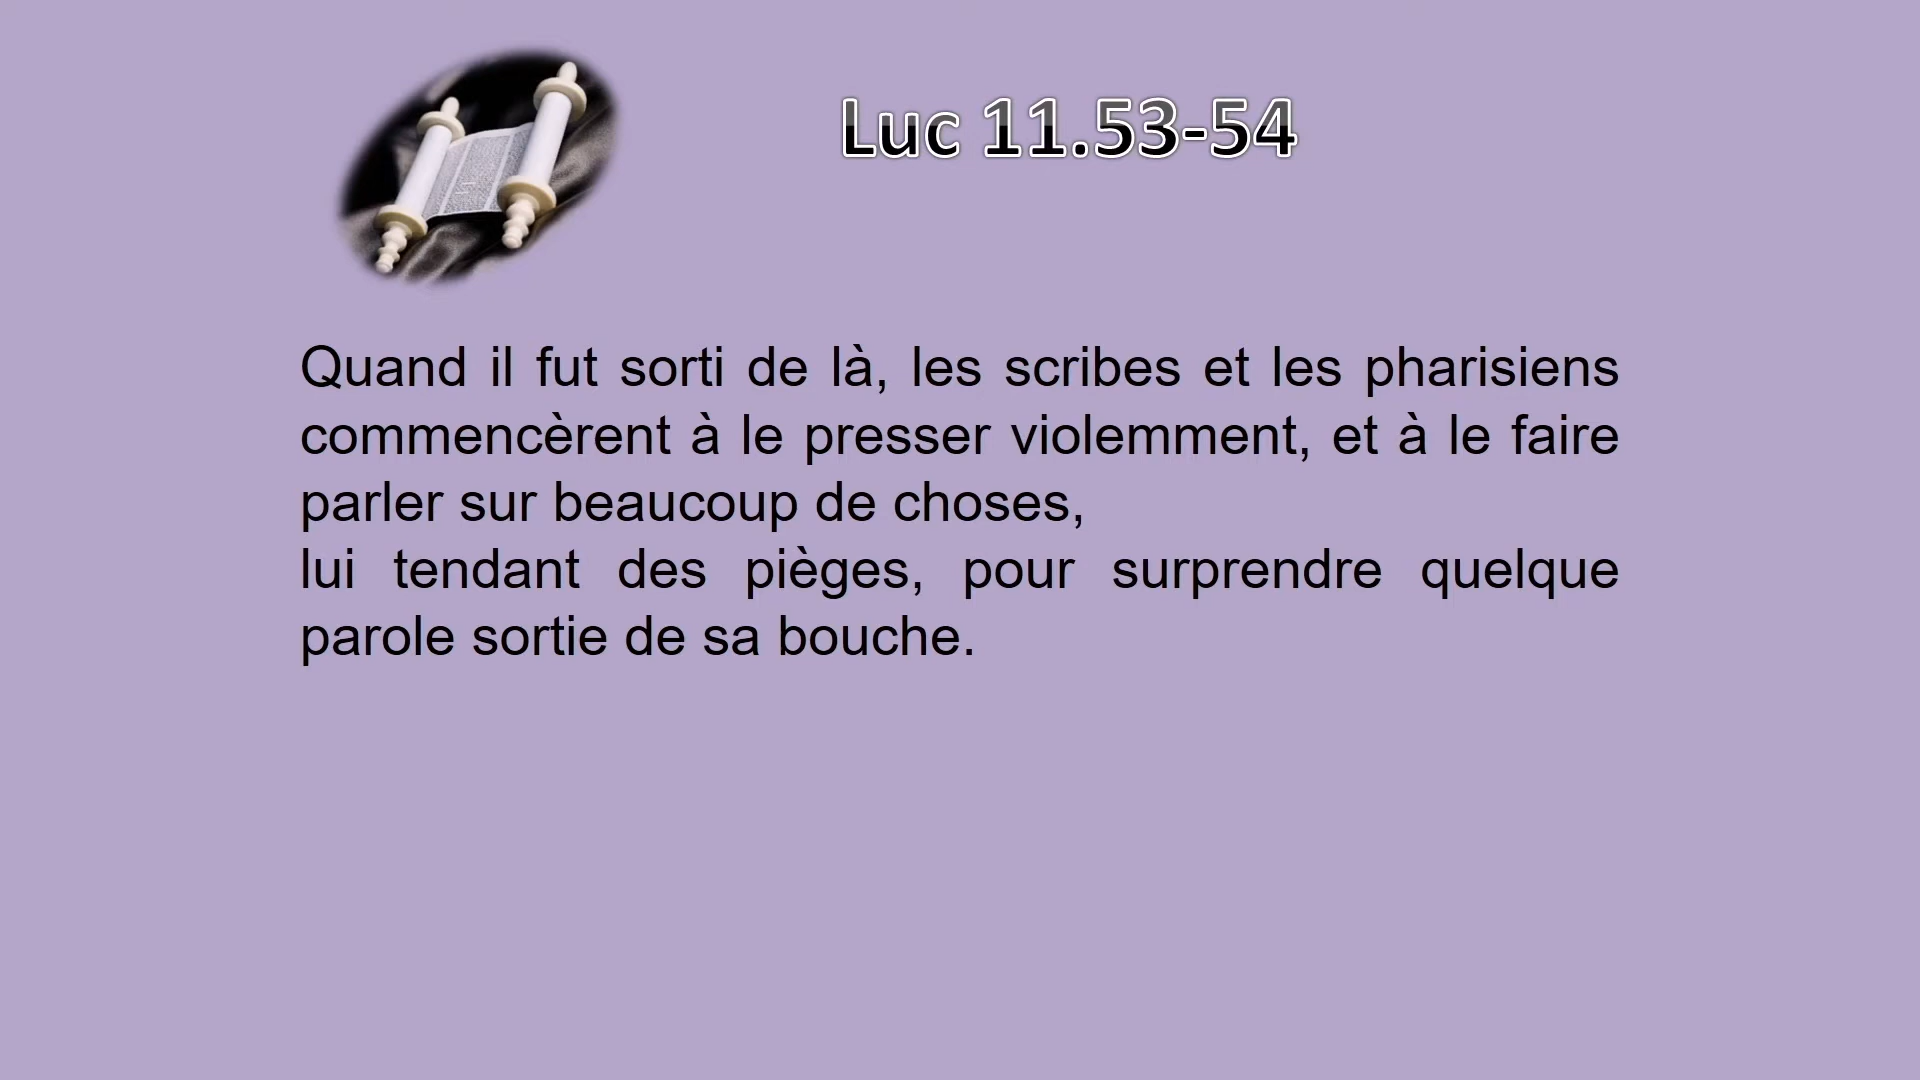 Luc 11.53-54
Quand il fut sorti de là, les scribes et les pharisiens
commencèrent à le presser violemment, et à le faire
parler sur beaucoup de choses,
lui tendant des pièges, pour surprendre quelque
parole sortie de sa bouche.